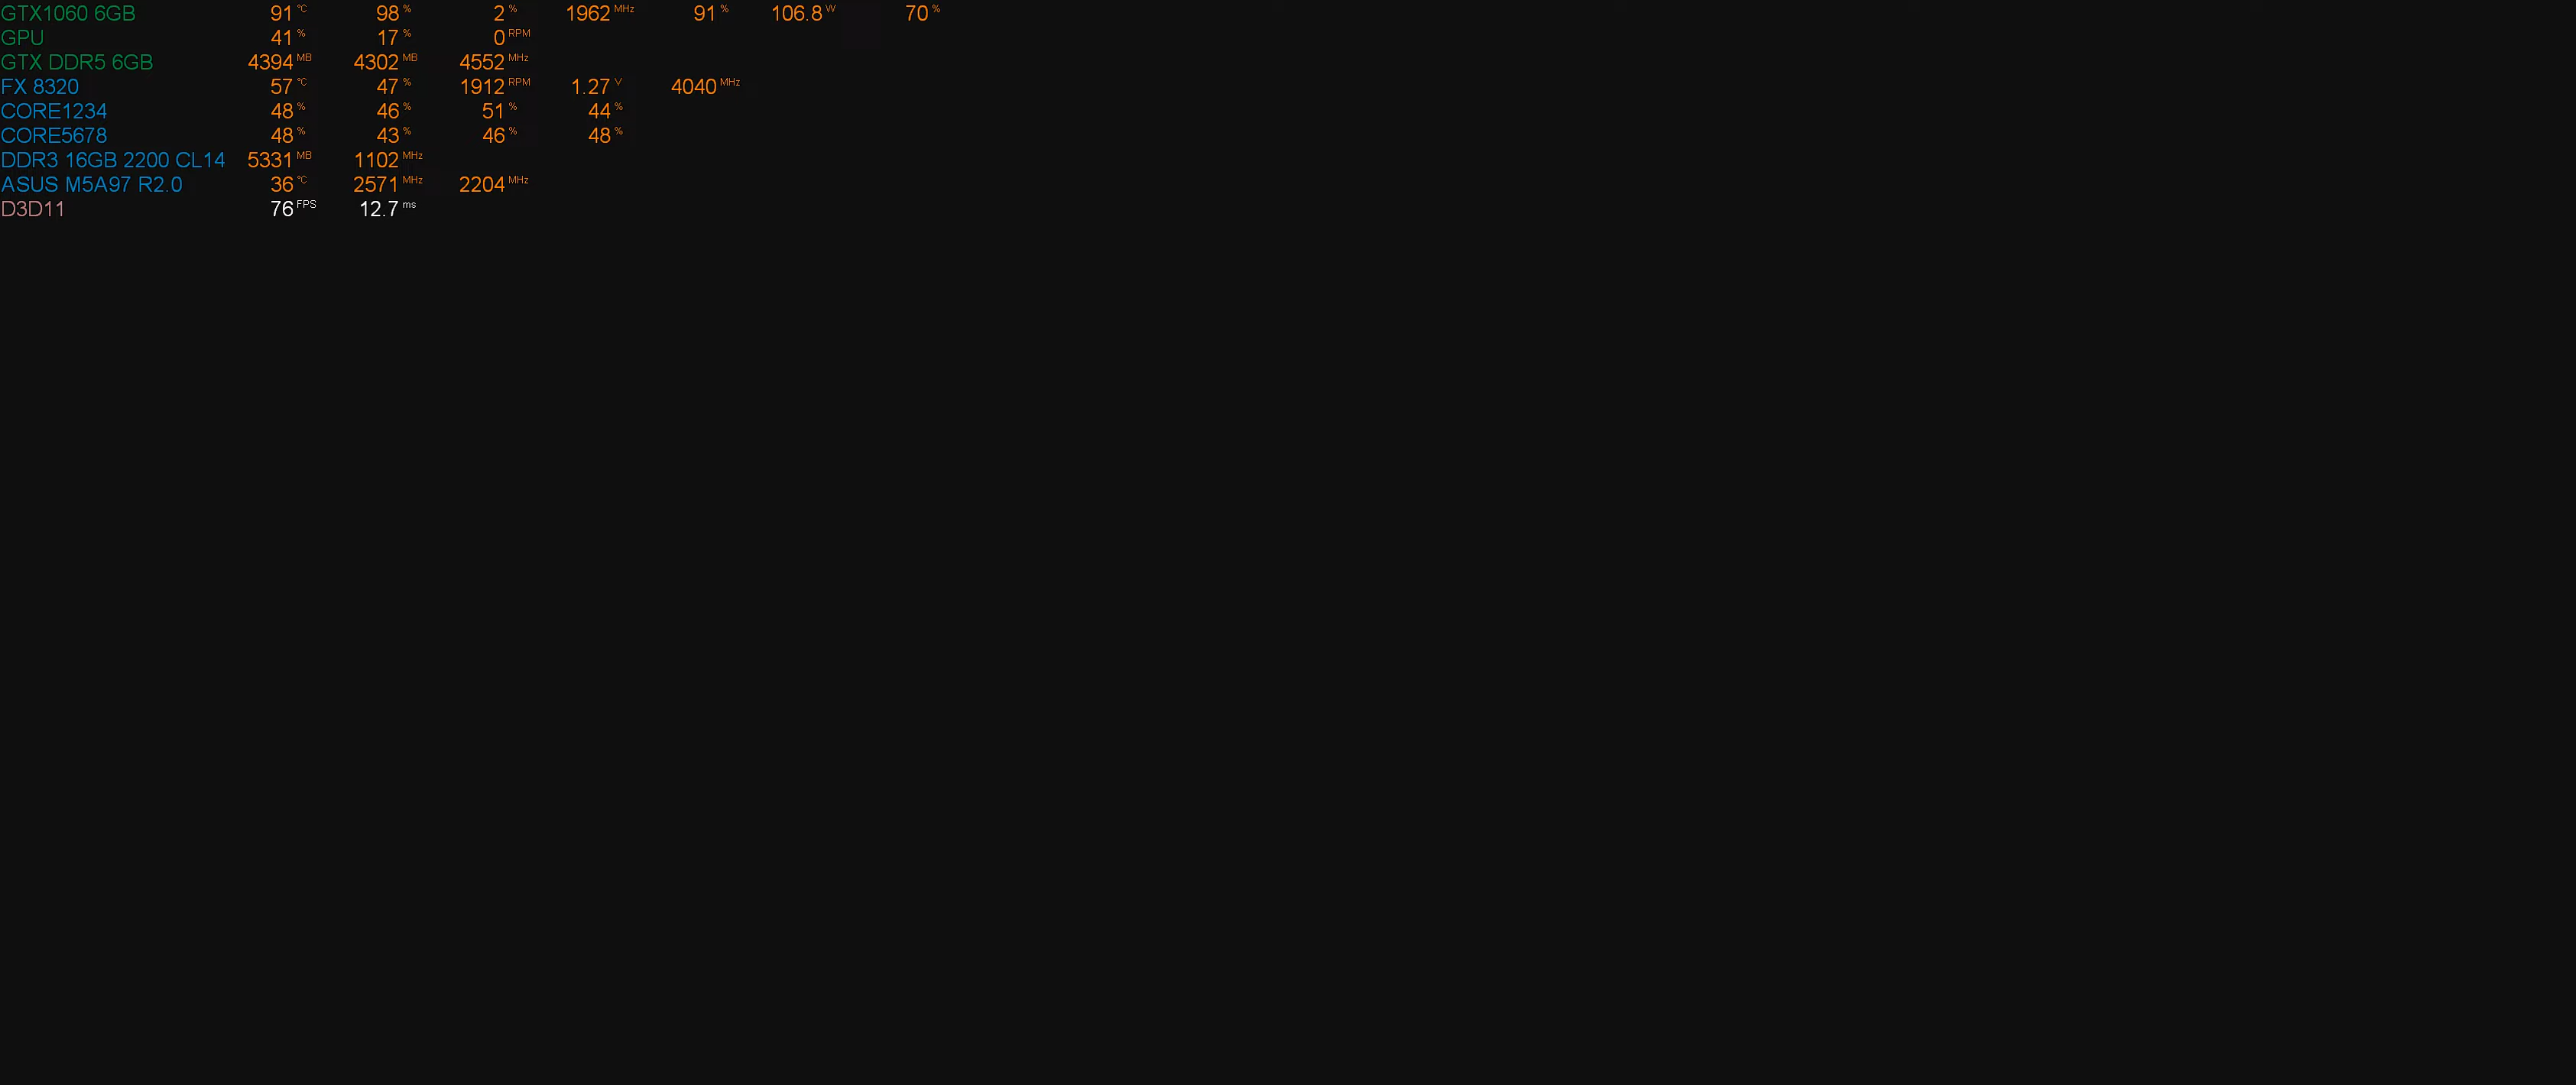 GTX1060 6GB 91 °C 98 % 2 % 1962 MHz 91 % 106.8 W 70 %
GPU 41 % 17 % 0 RPM
GTX DDR5 6GB 4394 MB 4302 MB 4552 MHz
FX 8320 57 °C 47 % 1912 RPM 1.27 V 4040 MHz
CORE1234 48 % 46 % 51 % 44 %
CORE5678 48 % 43 % 46 % 48 %
DDR3 16GB 2200 CL14 5331 MB 1102 MHz
ASUS M5A97 R2.0 36 °C 2571 MHz 2204 MHz
D3D11 76 FPS 12.7 ms